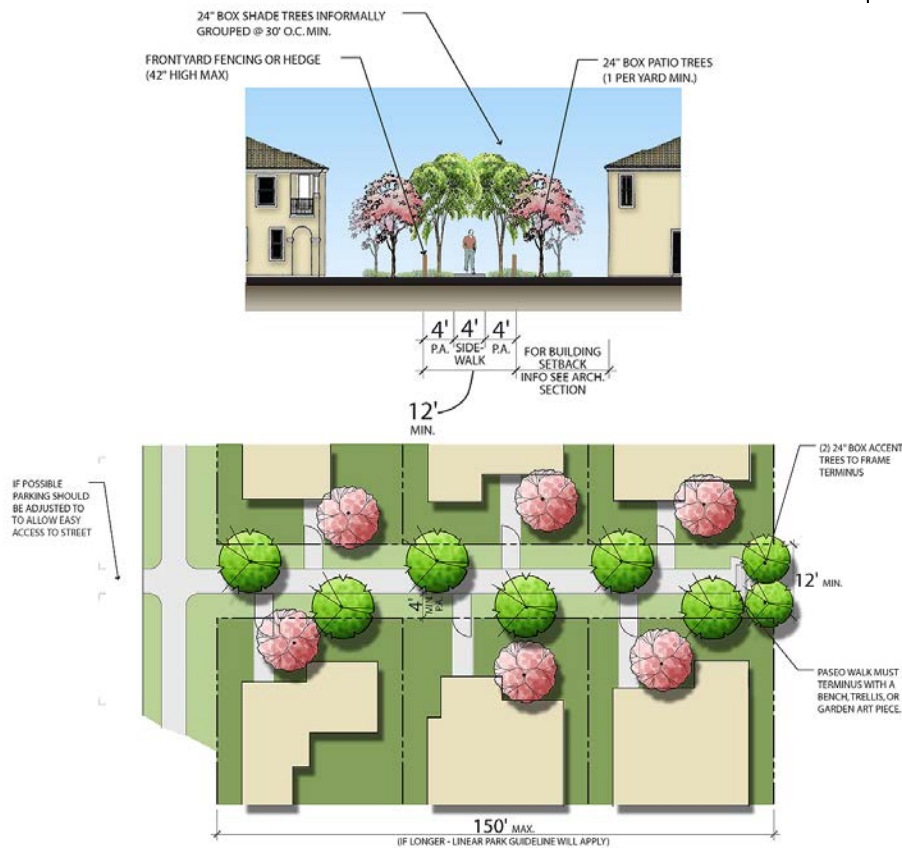 24" BOX SHADE TREES INFORMALLY
GROUPED @ 30' O.C. MIN.
FRONT YARD FENCING OR HEDGE
(42" HIGH MAX)
24" BOX PATIO TREES
(1 PER YARD MIN.)
4' 4' 4'
P.A. SIDE- P.A.
WALK
FOR BUILDING
SETBACK
INFO SEE ARCH.
SECTION
12'
MIN.
(2) 24" BOX ACCENT
TREES TO FRAME
TERMINUS
IF POSSIBLE
PARKING SHOULD
BE ADJUSTED TO
TO ALLOW EASY
ACCESS TO STREET
12' MIN.
4'
MIN
P.A.
PASEO WALK MUST
TERMINUS WITH A
BENCH, TRELLIS, OR
GARDEN ART PIECE.
150' MAX.
(IF LONGER - LINEAR PARK GUIDELINE WILL APPLY)